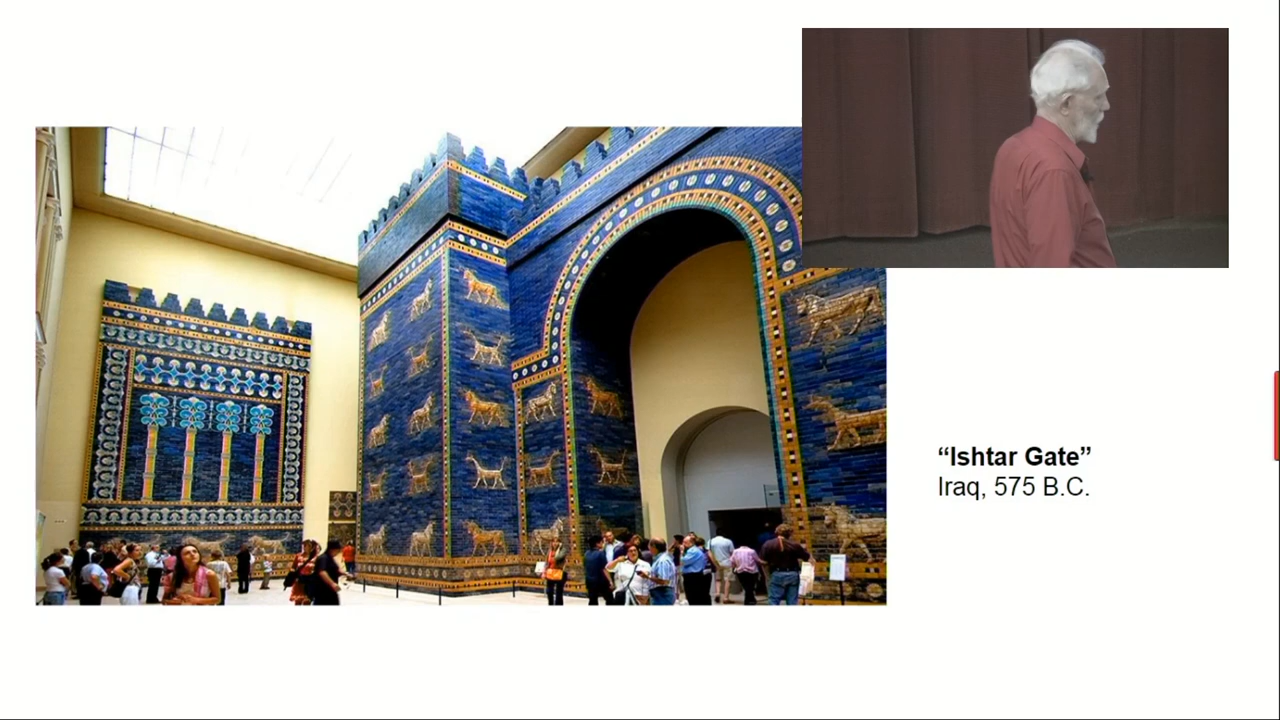 “Ishtar Gate”
Iraq, 575 B.C.